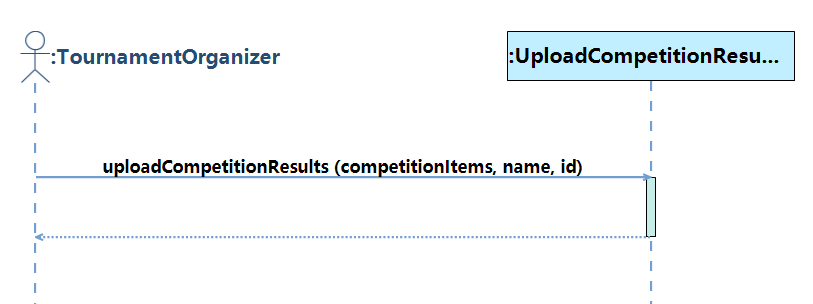 :TournamentOrganizer
:UploadCompetitionResu...
uploadCompetitionResults (competitionItems, name, id)